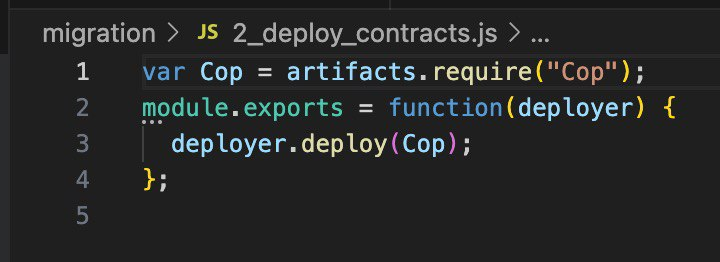 migration > JS 2_deploy_contracts.js > ...
1 var Cop = artifacts.require("Cop");
2 module.exports = function(deployer) {
3   deployer.deploy(Cop);
4 };
5